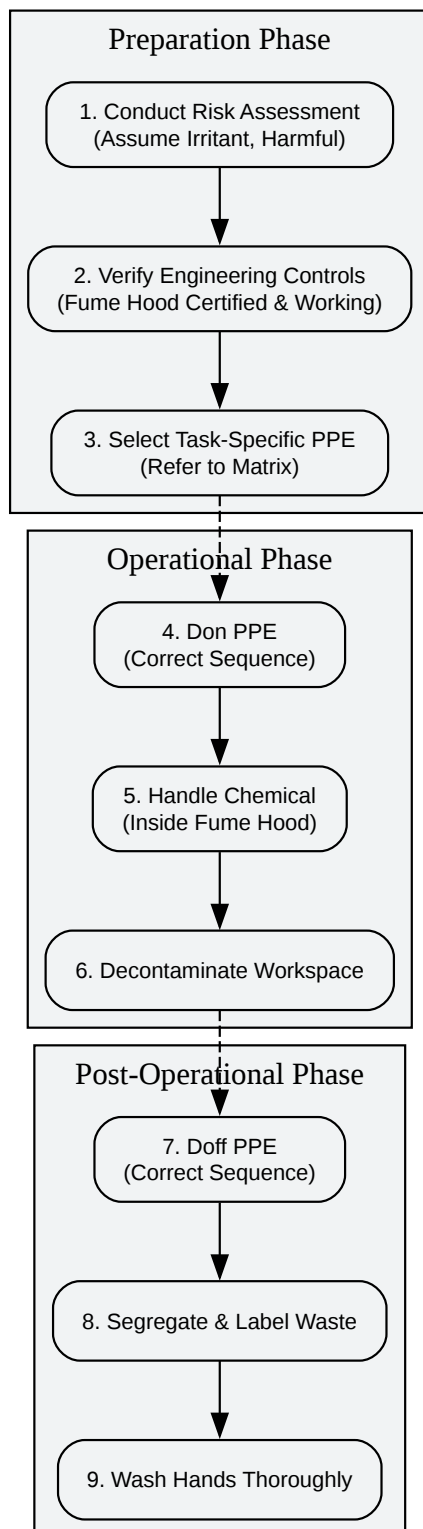 Preparation Phase
1. Conduct Risk Assessment
(Assume Irritant, Harmful)
2. Verify Engineering Controls
(Fume Hood Certified & Working)
3. Select Task-Specific PPE
(Refer to Matrix)
Operational Phase
4. Don PPE
(Correct Sequence)
5. Handle Chemical
(Inside Fume Hood)
6. Decontaminate Workspace
Post-Operational Phase
7. Doff PPE
(Correct Sequence)
8. Segregate & Label Waste
9. Wash Hands Thoroughly